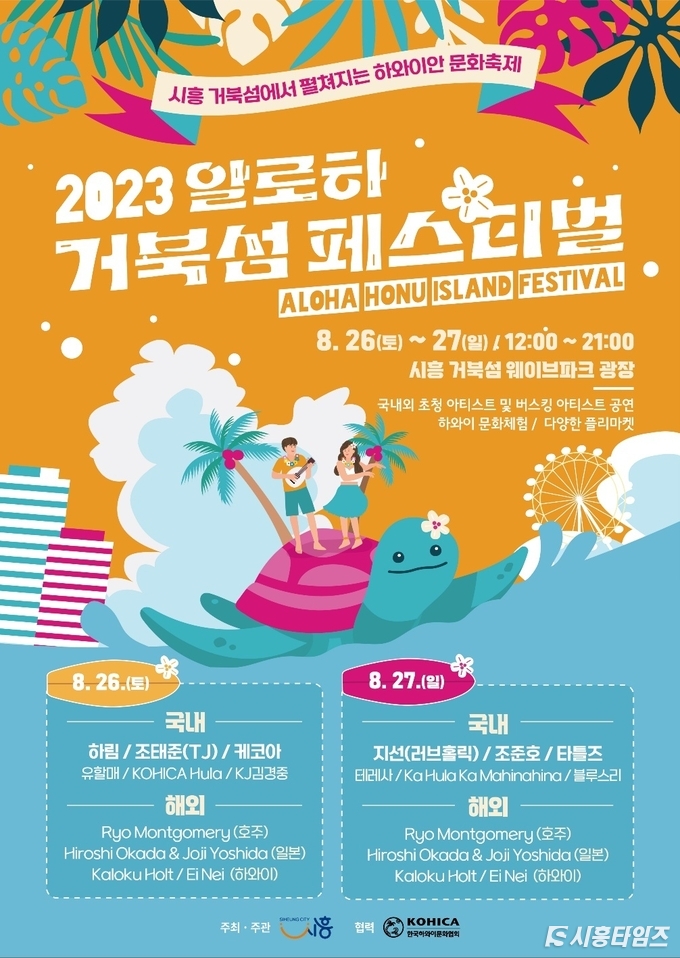 시흥 거북섬에서 펼쳐지는 하와이안 문화축제
2023 알로하
거북섬 페스티벌
ALOHA HONU ISLAND FESTIVAL
8. 26(토) ~ 27(일) / 12:00 ~ 21:00
시흥 거북섬 웨이브파크 광장
국내외 초청 아티스트 및 버스킹 아티스트 공연
하와이 문화체험 / 다양한 플리마켓
8. 26.(토)
국내
하림 / 조태준(TJ) / 케코아
유할매 / KOHICA Hula / KJ김경중
해외
Ryo Montgomery (호주)
Hiroshi Okada & Joji Yoshida (일본)
Kaloku Holt / Ei Nei (하와이)
8. 27.(일)
국내
지선(러브홀릭) / 조준호 / 타틀즈
테레사 / Ka Hula Ka Mahinahina / 블루스리
해외
Ryo Montgomery (호주)
Hiroshi Okada & Joji Yoshida (일본)
Kaloku Holt / Ei Nei (하와이)
주최 · 주관
SIHEUNG CITY
시흥
협력
KOHICA
한국하와이문화협회
시흥타임즈